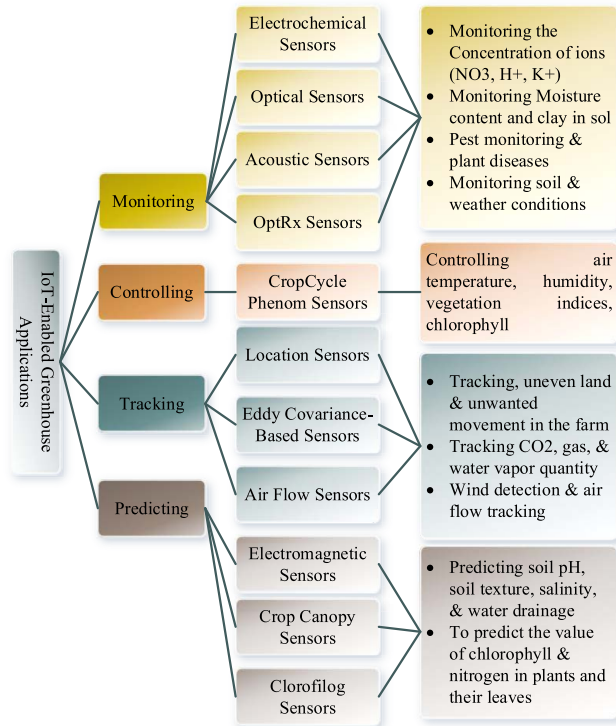 IoT-Enabled Greenhouse
Applications
Monitoring
Controlling
Tracking
Predicting
Electrochemical
Sensors
Optical Sensors
Acoustic Sensors
OptRx Sensors
CropCycle
Phenom Sensors
Location Sensors
Eddy Covariance-
Based Sensors
Air Flow Sensors
Electromagnetic
Sensors
Crop Canopy
Sensors
Clorofilog
Sensors
• Monitoring the
Concentration of ions
(NO3, H+, K+)
• Monitoring Moisture
content and clay in sol
• Pest monitoring &
plant diseases
• Monitoring soil &
weather conditions
Controlling air
temperature, humidity,
vegetation indices,
chlorophyll
• Tracking, uneven land
& unwanted
movement in the farm
• Tracking CO2, gas, &
water vapor quantity
• Wind detection & air
flow tracking
• Predicting soil pH,
soil texture, salinity,
& water drainage
• To predict the value
of chlorophyll &
nitrogen in plants and
their leaves